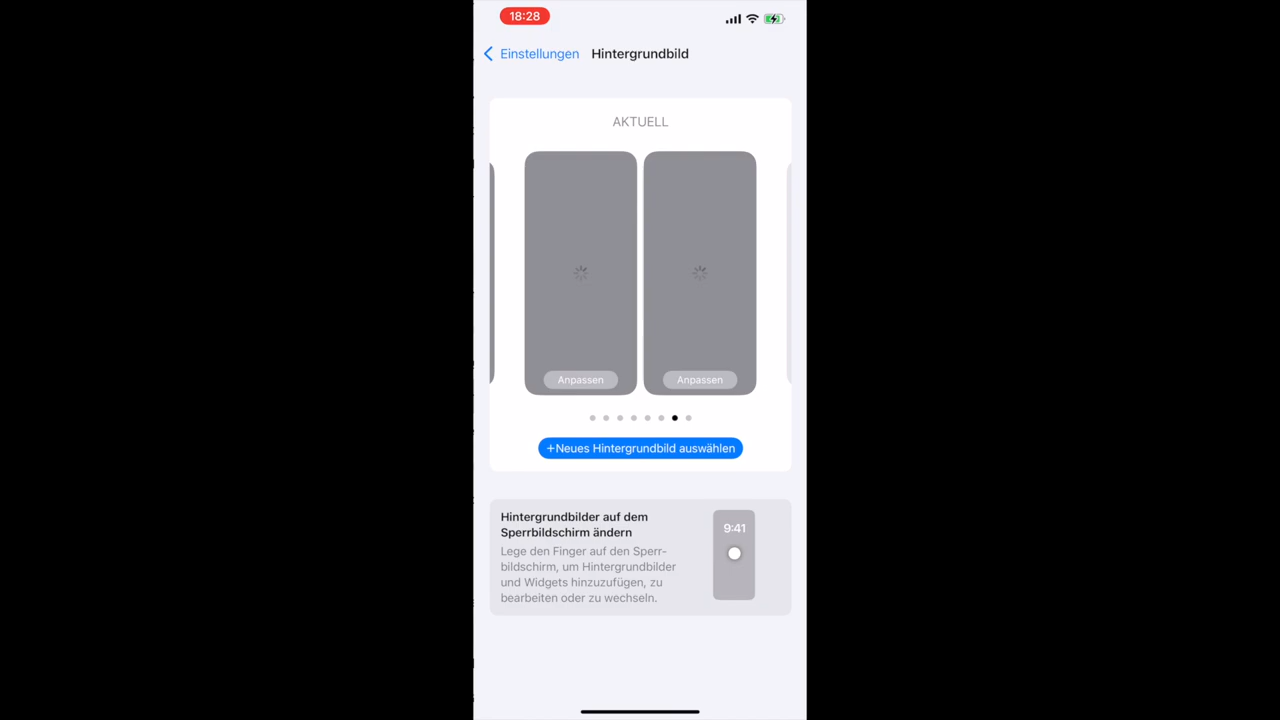 18:28
Einstellungen Hintergrundbild
AKTUELL
Anpassen Anpassen
+Neues Hintergrundbild auswählen
Hintergrundbilder auf dem
Sperrbildschirm ändern
9:41
Lege den Finger auf den Sperr-
bildschirm, um Hintergrundbilder
und Widgets hinzuzufügen, zu
bearbeiten oder zu wechseln.